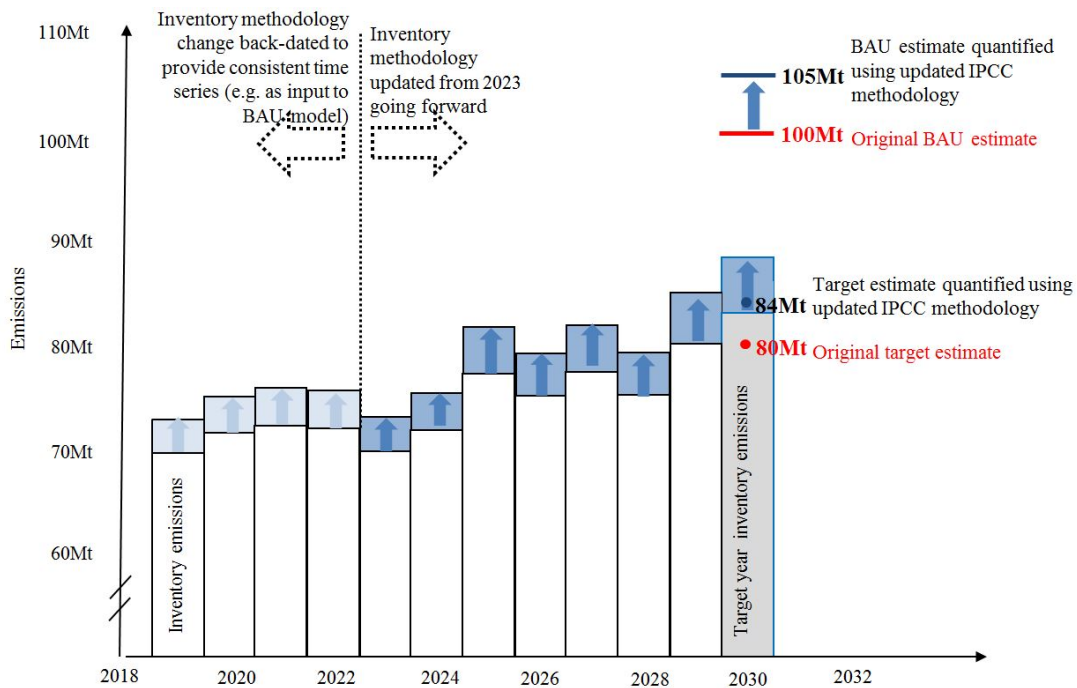 110Mt
100Mt
90Mt
80Mt
70Mt
60Mt
Emissions
Inventory methodology
change back-dated to
provide consistent time
series (e.g. as input to
BAU model)
Inventory
methodology
updated from 2023
going forward
105Mt
BAU estimate quantified
using updated IPCC
methodology
100Mt Original BAU estimate
84Mt
Target estimate quantified using
updated IPCC methodology
80Mt Original target estimate
Inventory emissions
Target year inventory emissions
2018
2020
2022
2024
2026
2028
2030
2032